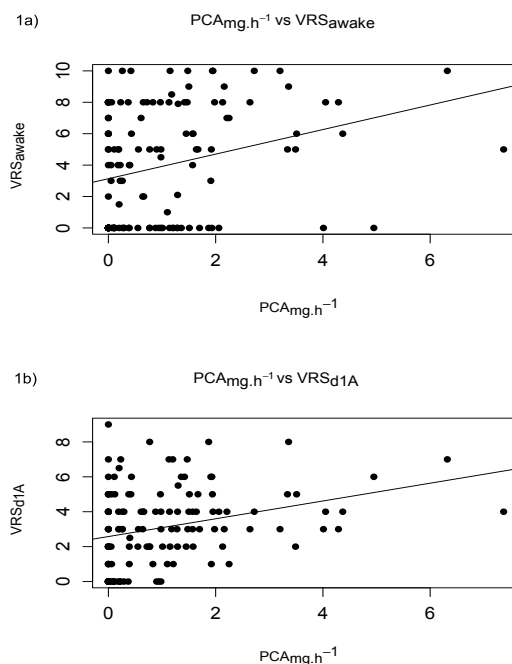 1a)
PCAmg.h⁻¹ vs VRSawake
10
8
6
4
2
0
VRSawake
0 2 4 6
PCAmg.h⁻¹
1b)
PCAmg.h⁻¹ vs VRSd1A
8
6
4
2
0
VRSd1A
0 2 4 6
PCAmg.h⁻¹